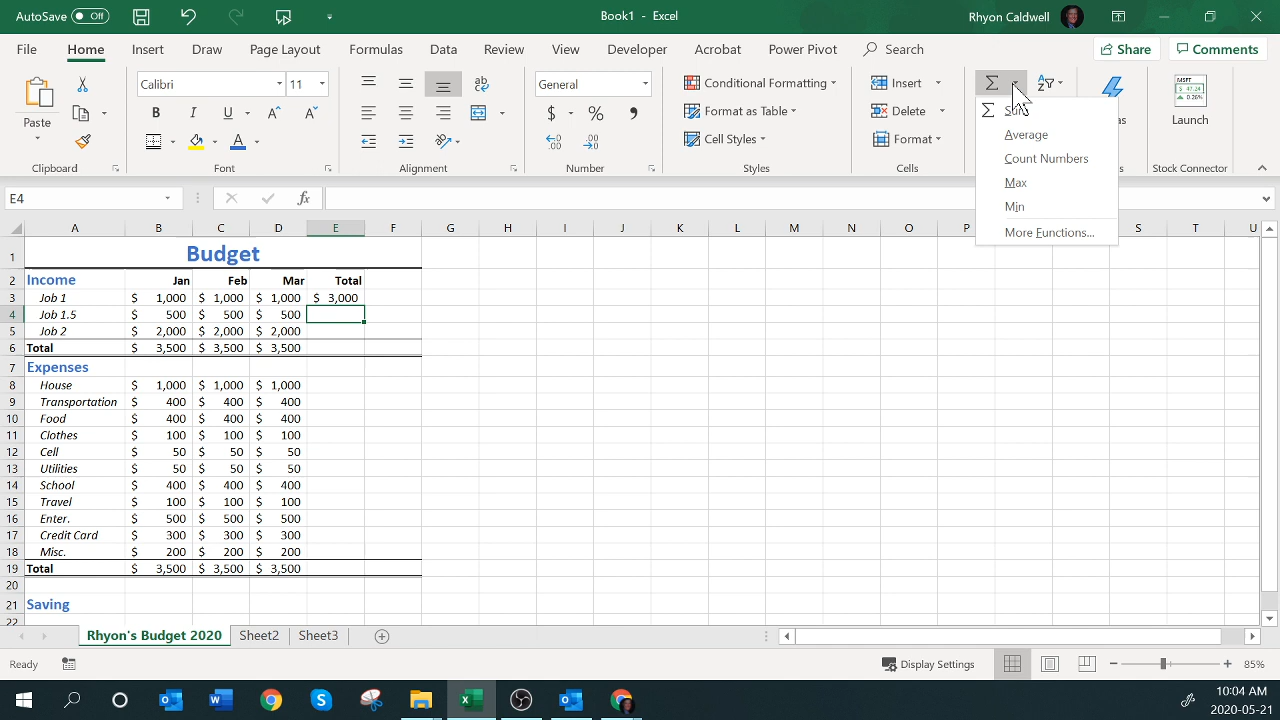 AutoSave Off Book1 - Excel Rhyon Caldwell
File Home Insert Draw Page Layout Formulas Data Review View Developer Acrobat Power Pivot Search Share Comments
Paste Calibri 11 General Conditional Formatting Insert Launch
B I U Format as Table Delete
A Cell Styles Format
Clipboard Font Alignment Number Styles Cells Stock Connector
Average
Count Numbers
Max
Min
More Functions...
E4 fx
A B C D E F G H I J K L M N O P S T U
1 Budget
2 Income Jan Feb Mar Total
3 Job 1 $ 1,000 $ 1,000 $ 1,000 $ 3,000
4 Job 1.5 $ 500 $ 500 $ 500
5 Job 2 $ 2,000 $ 2,000 $ 2,000
6 Total $ 3,500 $ 3,500 $ 3,500
7 Expenses
8 House $ 1,000 $ 1,000 $ 1,000
9 Transportation $ 400 $ 400 $ 400
10 Food $ 400 $ 400 $ 400
11 Clothes $ 100 $ 100 $ 100
12 Cell $ 50 $ 50 $ 50
13 Utilities $ 50 $ 50 $ 50
14 School $ 400 $ 400 $ 400
15 Travel $ 100 $ 100 $ 100
16 Enter. $ 500 $ 500 $ 500
17 Credit Card $ 300 $ 300 $ 300
18 Misc. $ 200 $ 200 $ 200
19 Total $ 3,500 $ 3,500 $ 3,500
20
21 Saving
22
Rhyon's Budget 2020 Sheet2 Sheet3
Ready Display Settings 85%
10:04 AM
2020-05-21